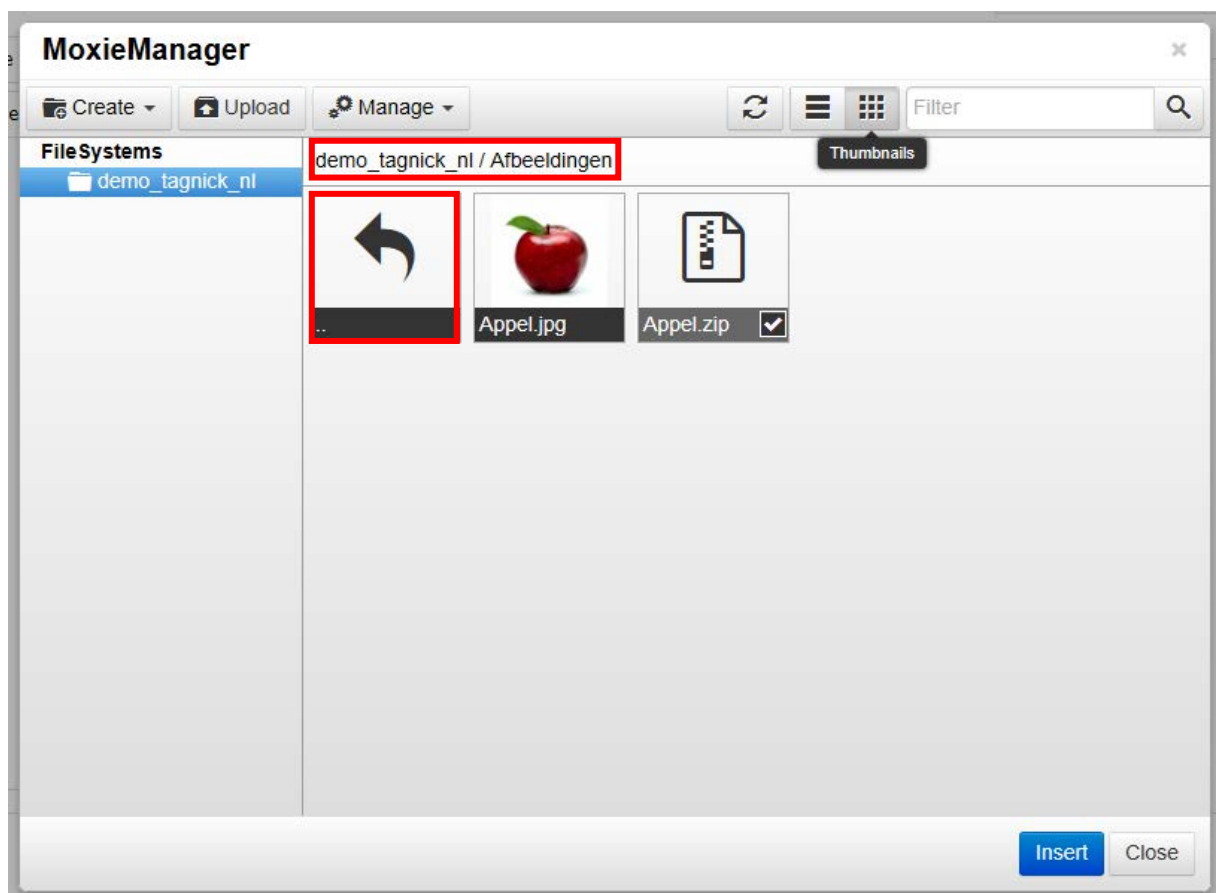 MoxieManager
Create Upload Manage Filter
FileSystems
demo_tagnick_nl
demo_tagnick_nl / Afbeeldingen
Thumbnails
..
Appel.jpg
Appel.zip
Insert Close